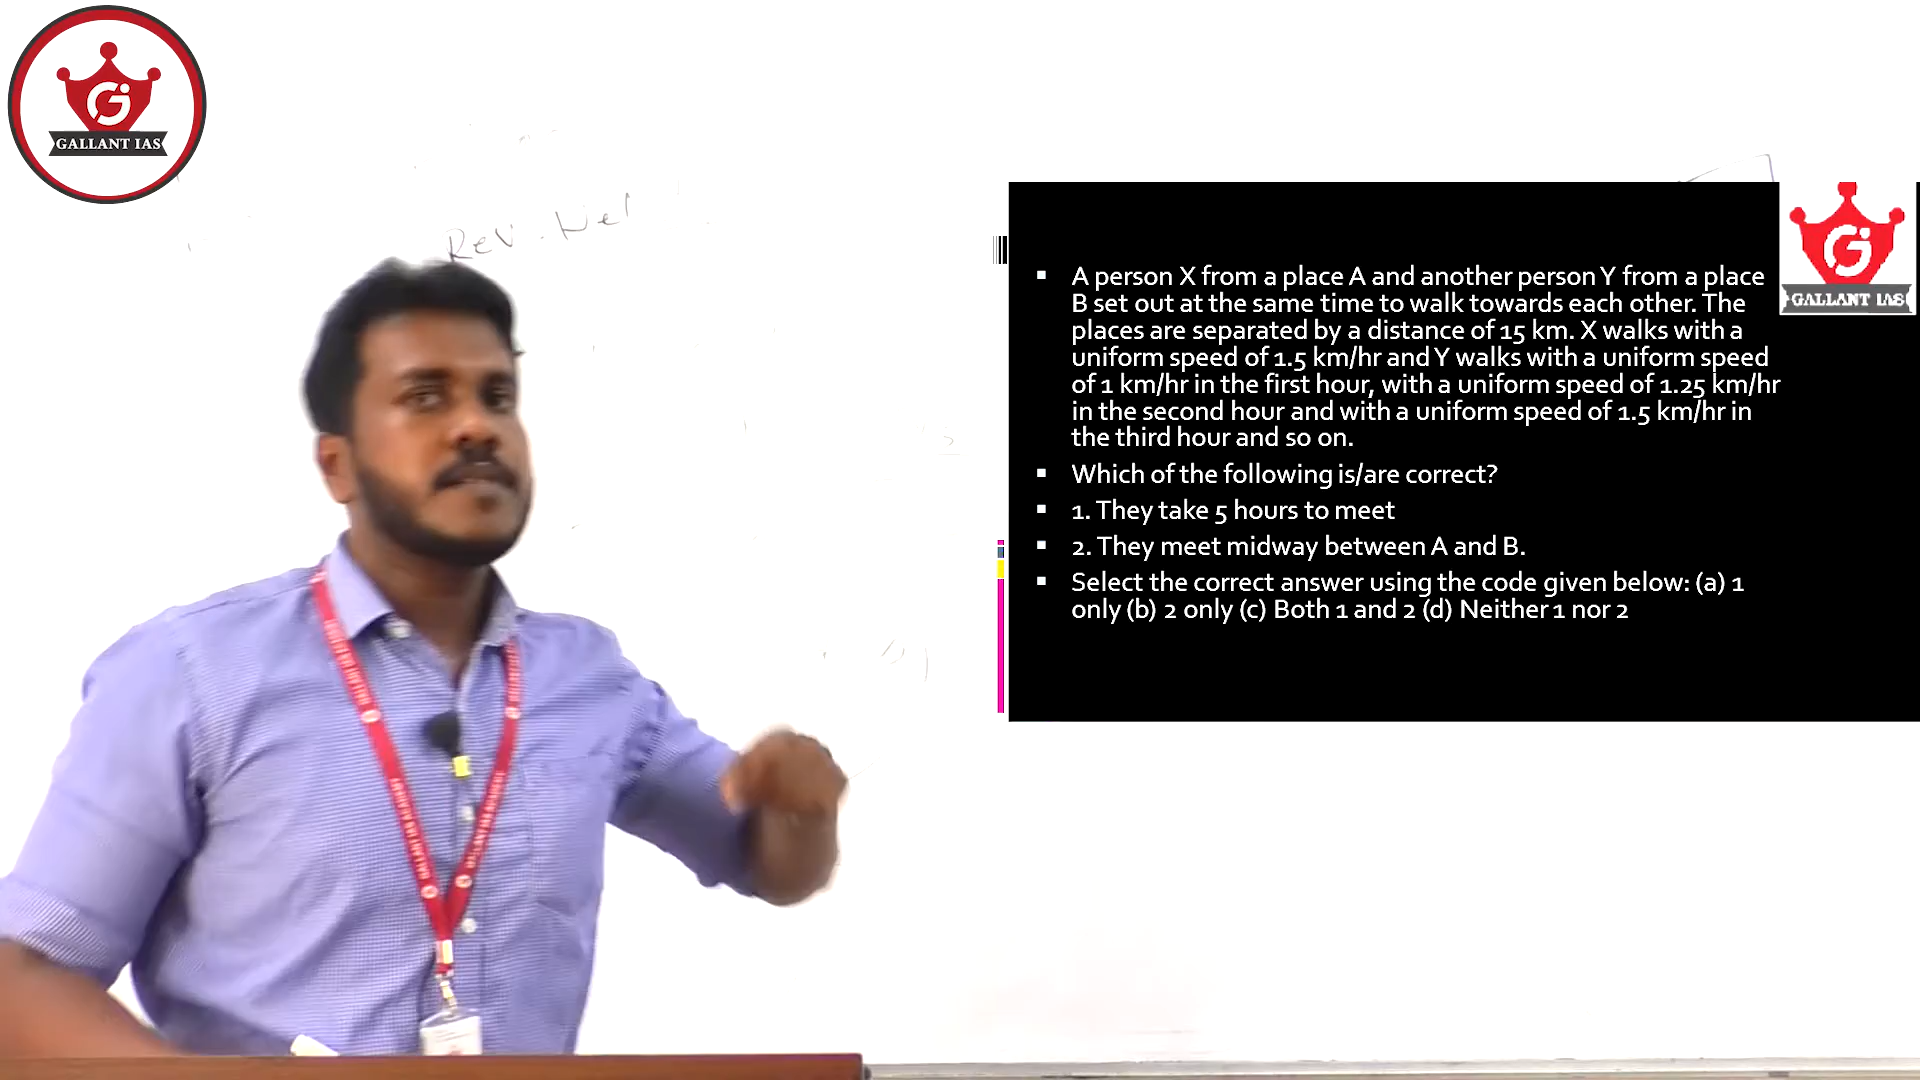 GALLANT IAS
Rev. Nel
GALLANT IAS
A person X from a place A and another person Y from a place
B set out at the same time to walk towards each other. The
places are separated by a distance of 15 km. X walks with a
uniform speed of 1.5 km/hr and Y walks with a uniform speed
of 1 km/hr in the first hour, with a uniform speed of 1.25 km/hr
in the second hour and with a uniform speed of 1.5 km/hr in
the third hour and so on.
Which of the following is/are correct?
1. They take 5 hours to meet
2. They meet midway between A and B.
Select the correct answer using the code given below: (a) 1
only (b) 2 only (c) Both 1 and 2 (d) Neither 1 nor 2